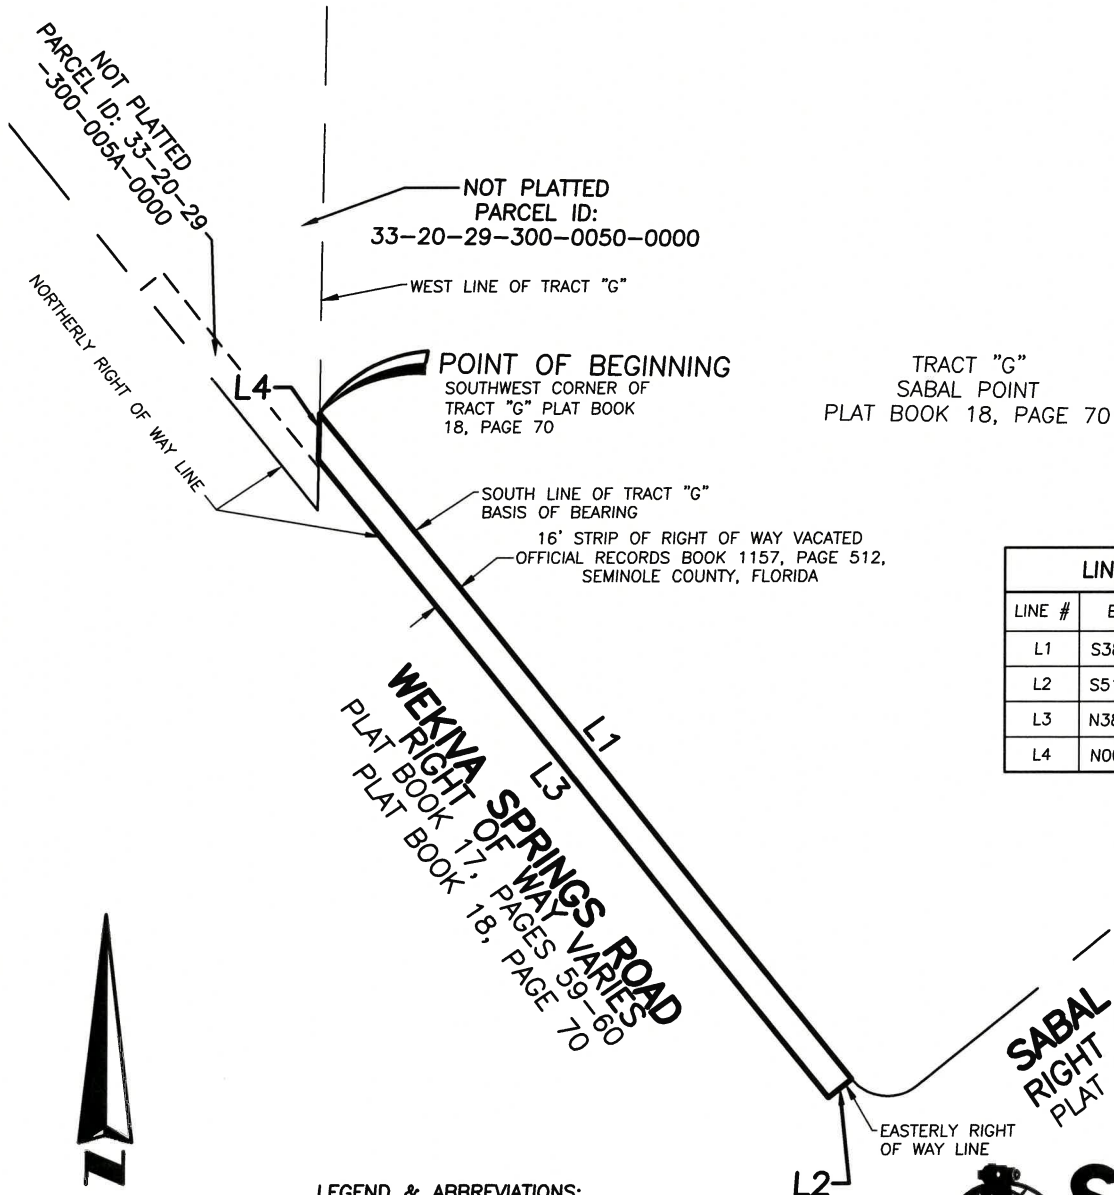 NOT PLATTED
PARCEL ID: 33-20-29
-300-005A-0000
NOT PLATTED
PARCEL ID:
33-20-29-300-0050-0000
WEST LINE OF TRACT "G"
NORTHERLY RIGHT OF WAY LINE
L4
POINT OF BEGINNING
SOUTHWEST CORNER OF
TRACT "G" PLAT BOOK
18, PAGE 70
TRACT "G"
SABAL POINT
PLAT BOOK 18, PAGE 70
SOUTH LINE OF TRACT "G"
BASIS OF BEARING
16' STRIP OF RIGHT OF WAY VACATED
OFFICIAL RECORDS BOOK 1157, PAGE 512,
SEMINOLE COUNTY, FLORIDA
LIN
LINE #
L1 S38
L2 S51
L3 N38
L4 N00
L1
L3
WEKIVA SPRINGS ROAD
RIGHT OF WAY VARIES
PLAT BOOK 17, PAGES 59-60
PLAT BOOK 18, PAGE 70
SABAL
RIGHT
PLAT
EASTERLY RIGHT
OF WAY LINE
L2
N
LEGEND & ABBREVIATIONS: